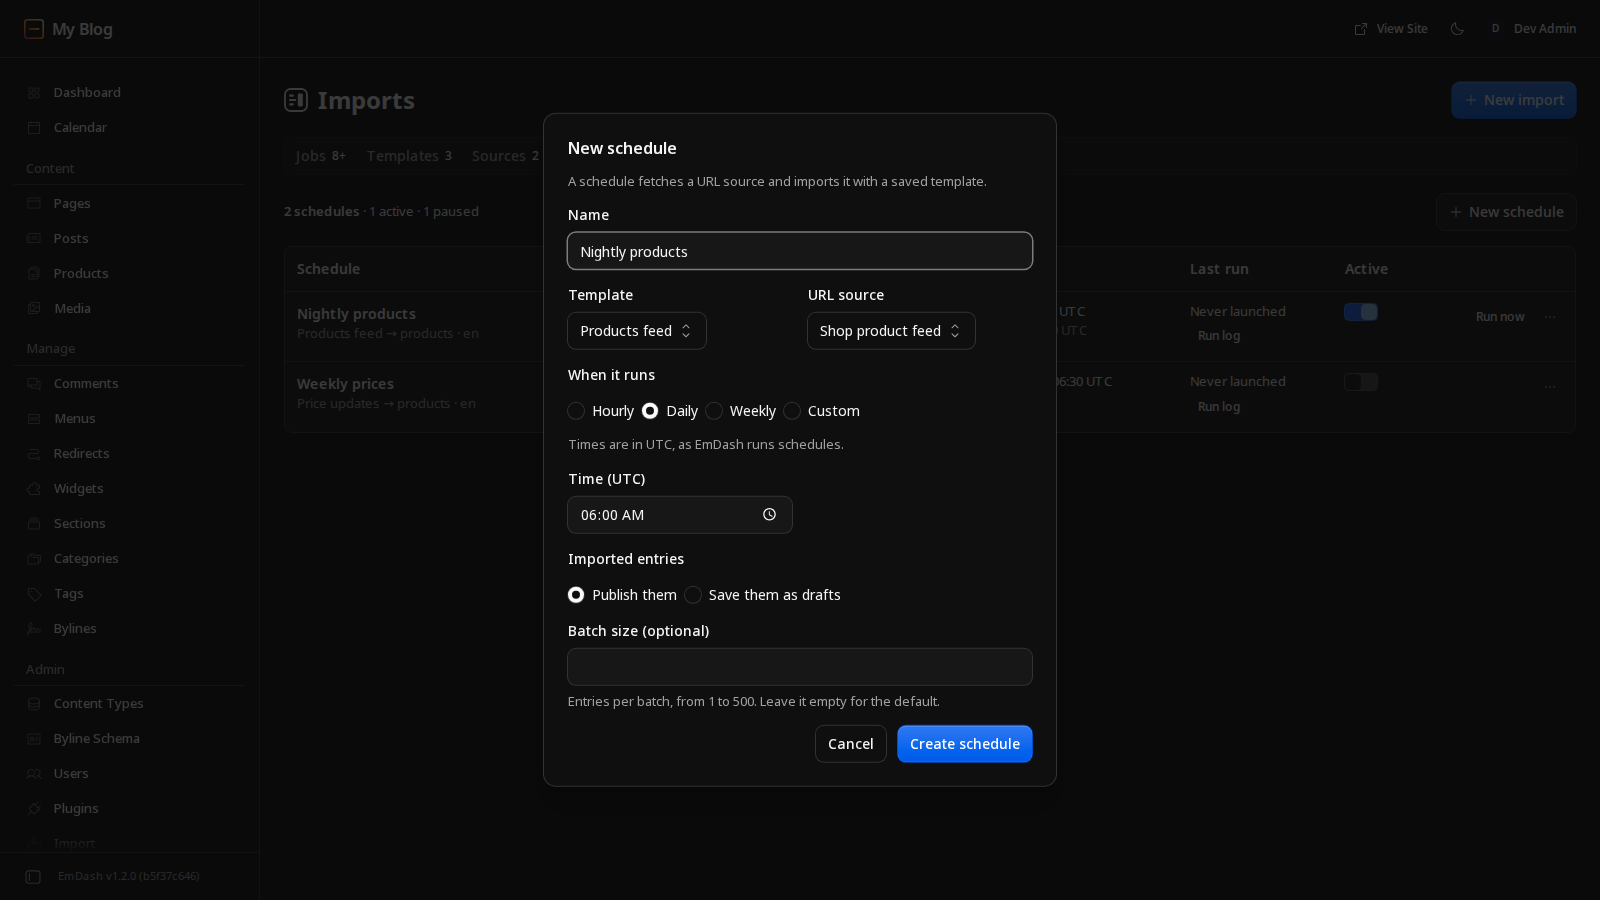 My Blog
View Site
D
Dev Admin
Dashboard
Calendar
Content
Pages
Posts
Products
Media
Manage
Comments
Menus
Redirects
Widgets
Sections
Categories
Tags
Bylines
Admin
Content Types
Byline Schema
Users
Plugins
Import
EmDash v1.2.0 (b5f37c646)
Imports
New import
Jobs 8+
Templates 3
Sources 2
2 schedules · 1 active · 1 paused
New schedule
Schedule
Last run
Active
Nightly products
Products feed → products · en
UTC
UTC
Never launched
Run log
Run now
Weekly prices
Price updates → products · en
06:30 UTC
Never launched
Run log
New schedule
A schedule fetches a URL source and imports it with a saved template.
Name
Nightly products
Template
URL source
Products feed
Shop product feed
When it runs
Hourly Daily Weekly Custom
Times are in UTC, as EmDash runs schedules.
Time (UTC)
06:00 AM
Imported entries
Publish them Save them as drafts
Batch size (optional)
Entries per batch, from 1 to 500. Leave it empty for the default.
Cancel
Create schedule